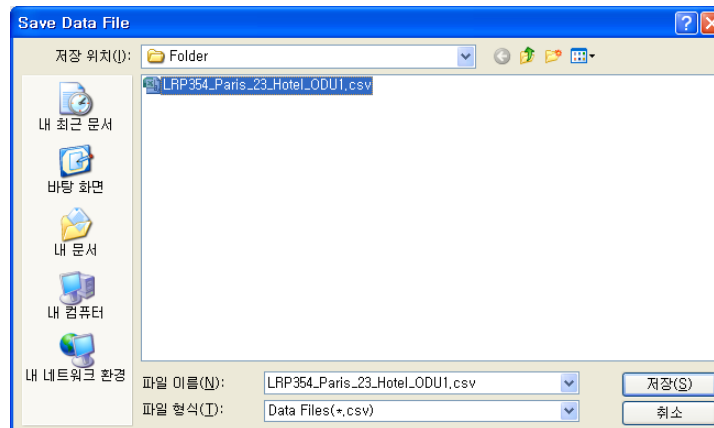 Save Data File
저장 위치(I): Folder
LRP354_Paris_23_Hotel_ODU1.csv
내 최근 문서
바탕 화면
내 문서
내 컴퓨터
내 네트워크 환경
파일 이름(N): LRP354_Paris_23_Hotel_ODU1.csv 저장(S)
파일 형식(T): Data Files(*.csv) 취소